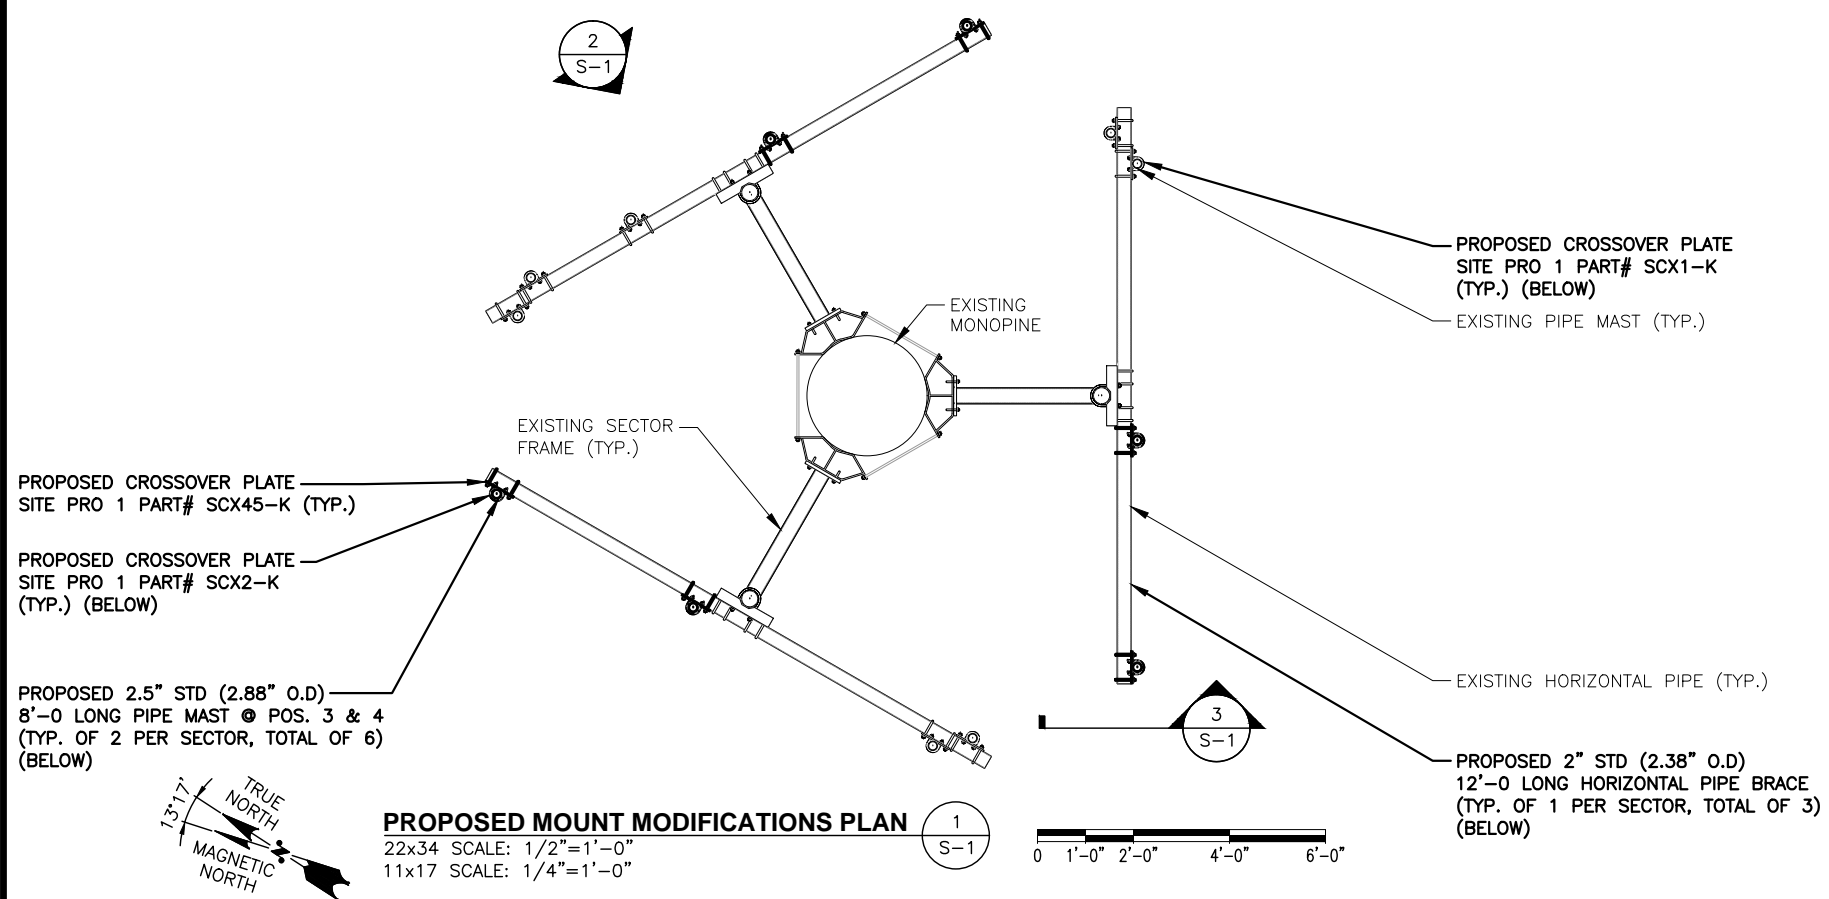 2
S-1
PROPOSED CROSSOVER PLATE
SITE PRO 1 PART# SCX1-K
(TYP.) (BELOW)
EXISTING
MONOPINE
EXISTING PIPE MAST (TYP.)
EXISTING SECTOR
FRAME (TYP.)
PROPOSED CROSSOVER PLATE
SITE PRO 1 PART# SCX45-K (TYP.)
PROPOSED CROSSOVER PLATE
SITE PRO 1 PART# SCX2-K
(TYP.) (BELOW)
PROPOSED 2.5" STD (2.88" O.D)
8'-0 LONG PIPE MAST @ POS. 3 & 4
(TYP. OF 2 PER SECTOR, TOTAL OF 6)
(BELOW)
EXISTING HORIZONTAL PIPE (TYP.)
3
S-1
PROPOSED 2" STD (2.38" O.D)
12'-0 LONG HORIZONTAL PIPE BRACE
(TYP. OF 1 PER SECTOR, TOTAL OF 3)
(BELOW)
13°17'
TRUE
NORTH
N
MAGNETIC
NORTH
PROPOSED MOUNT MODIFICATIONS PLAN
22x34 SCALE: 1/2"=1'-0"
11x17 SCALE: 1/4"=1'-0"
1
S-1
0 1'-0" 2'-0" 4'-0" 6'-0"